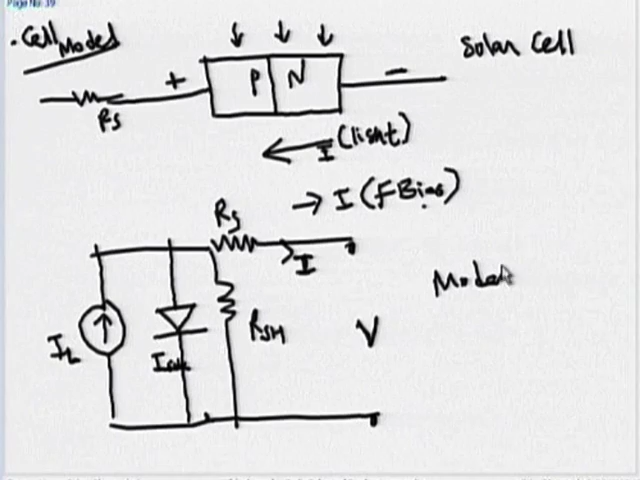 Page No: 39
. Cell Model
Solar Cell
+ P N -
Rs
I (light)
→ I (F Bias)
Rs
I
Model
IL
RSH
V